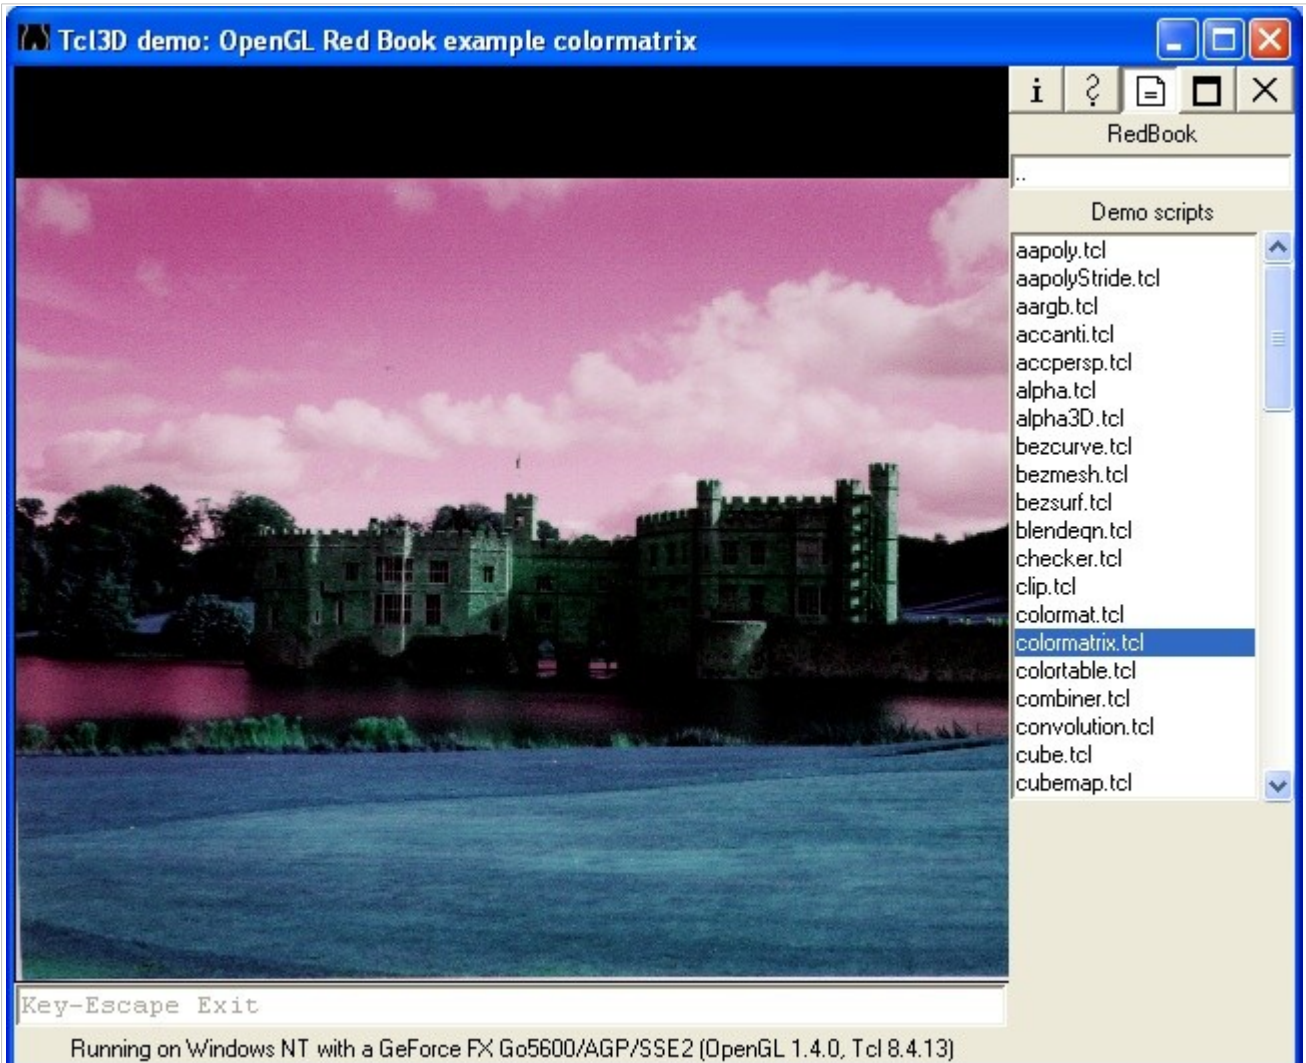 Tcl3D demo: OpenGL Red Book example colormatrix
i ?
RedBook
..
Demo scripts
aapoly.tcl
aapolyStride.tcl
aargb.tcl
accanti.tcl
accpersp.tcl
alpha.tcl
alpha3D.tcl
bezcurve.tcl
bezmesh.tcl
bezsurf.tcl
blendeqn.tcl
checker.tcl
clip.tcl
colormat.tcl
colormatrix.tcl
colortable.tcl
combiner.tcl
convolution.tcl
cube.tcl
cubemap.tcl
Key-Escape Exit
Running on Windows NT with a GeForce FX Go5600/AGP/SSE2 (OpenGL 1.4.0, Tcl 8.4.13)